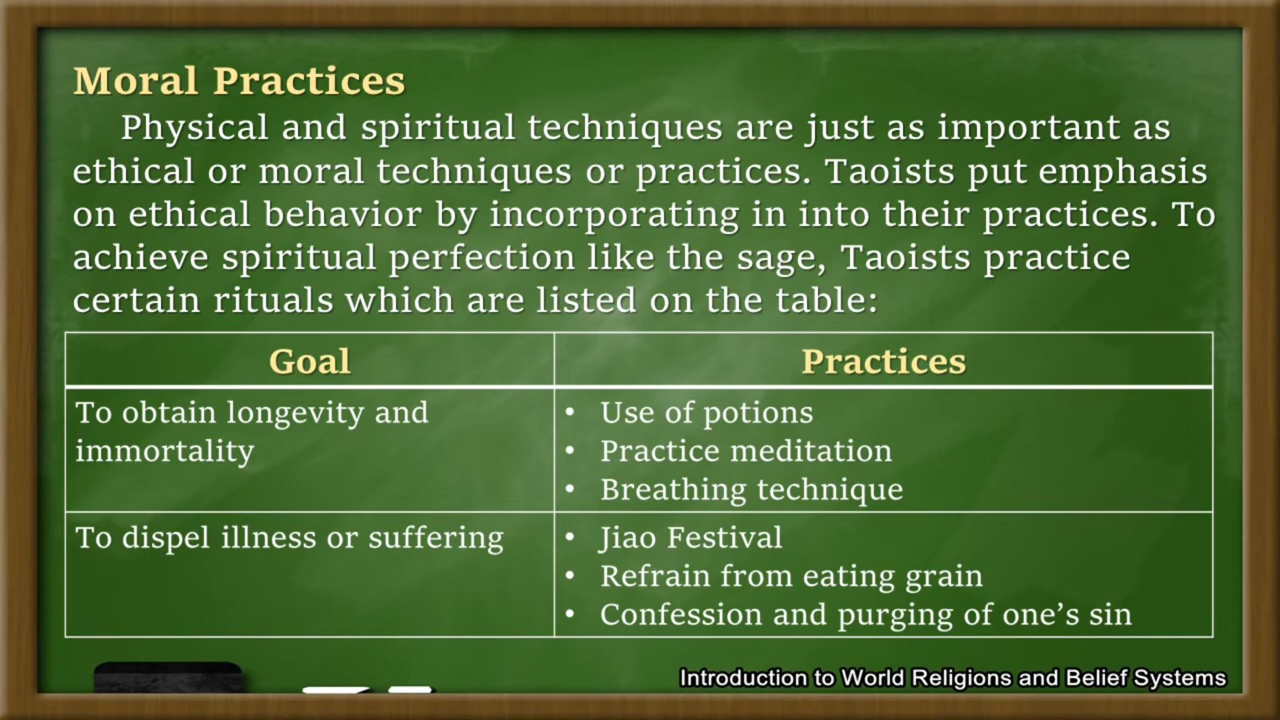 Moral Practices
Physical and spiritual techniques are just as important as
ethical or moral techniques or practices. Taoists put emphasis
on ethical behavior by incorporating in into their practices. To
achieve spiritual perfection like the sage, Taoists practice
certain rituals which are listed on the table:
Goal
Practices
To obtain longevity and
immortality
• Use of potions
• Practice meditation
• Breathing technique
To dispel illness or suffering
• Jiao Festival
• Refrain from eating grain
• Confession and purging of one's sin
Introduction to World Religions and Belief Systems